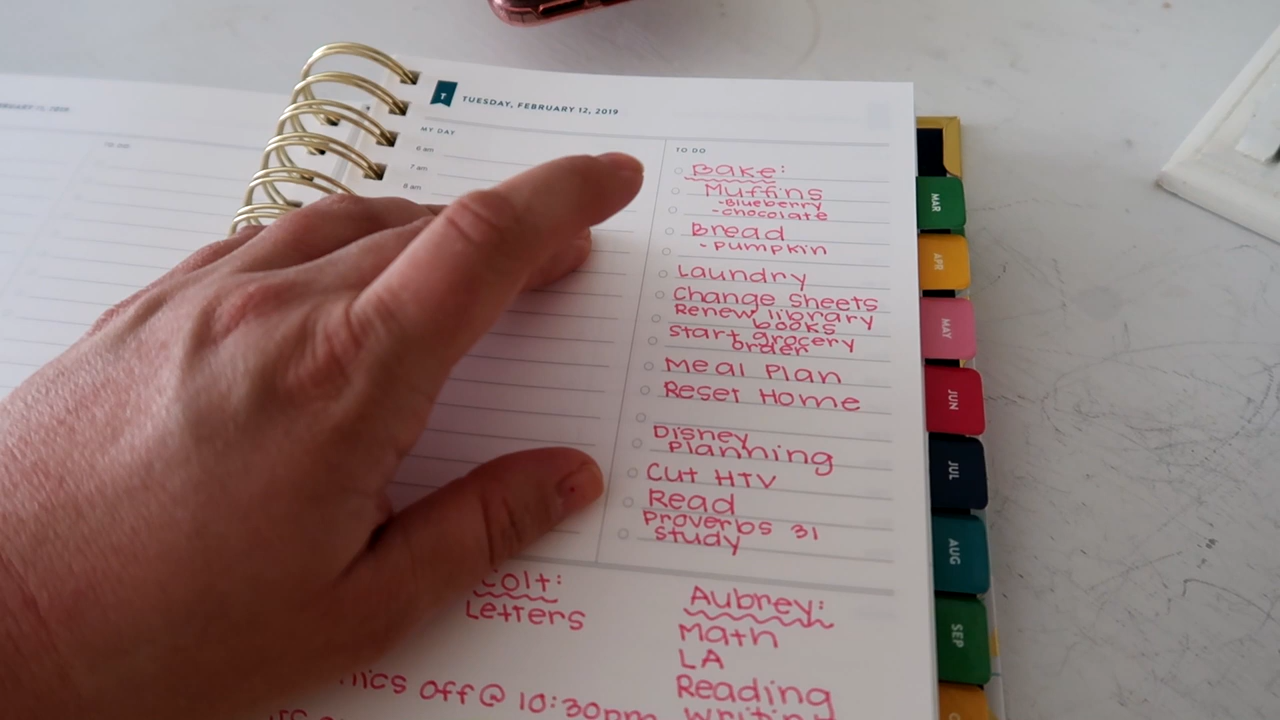 T TUESDAY, FEBRUARY 12, 2019
MY DAY
6 am
7 am
8 am
TO DO
Bake:
Muffins
-Blueberry
-chocolate
Bread
- Pumpkin
Laundry
Change Sheets
Renew library
books
Start grocery
order
Meal Plan
Reset Home
Disney
Planning
Cut HTV
Read
Proverbs 31
Study
Colt:
Letters
Aubrey:
Math
LA
Reading
Writing
off @ 10:30pm
TO DO
MAR
APR
MAY
JUN
JUL
AUG
SEP